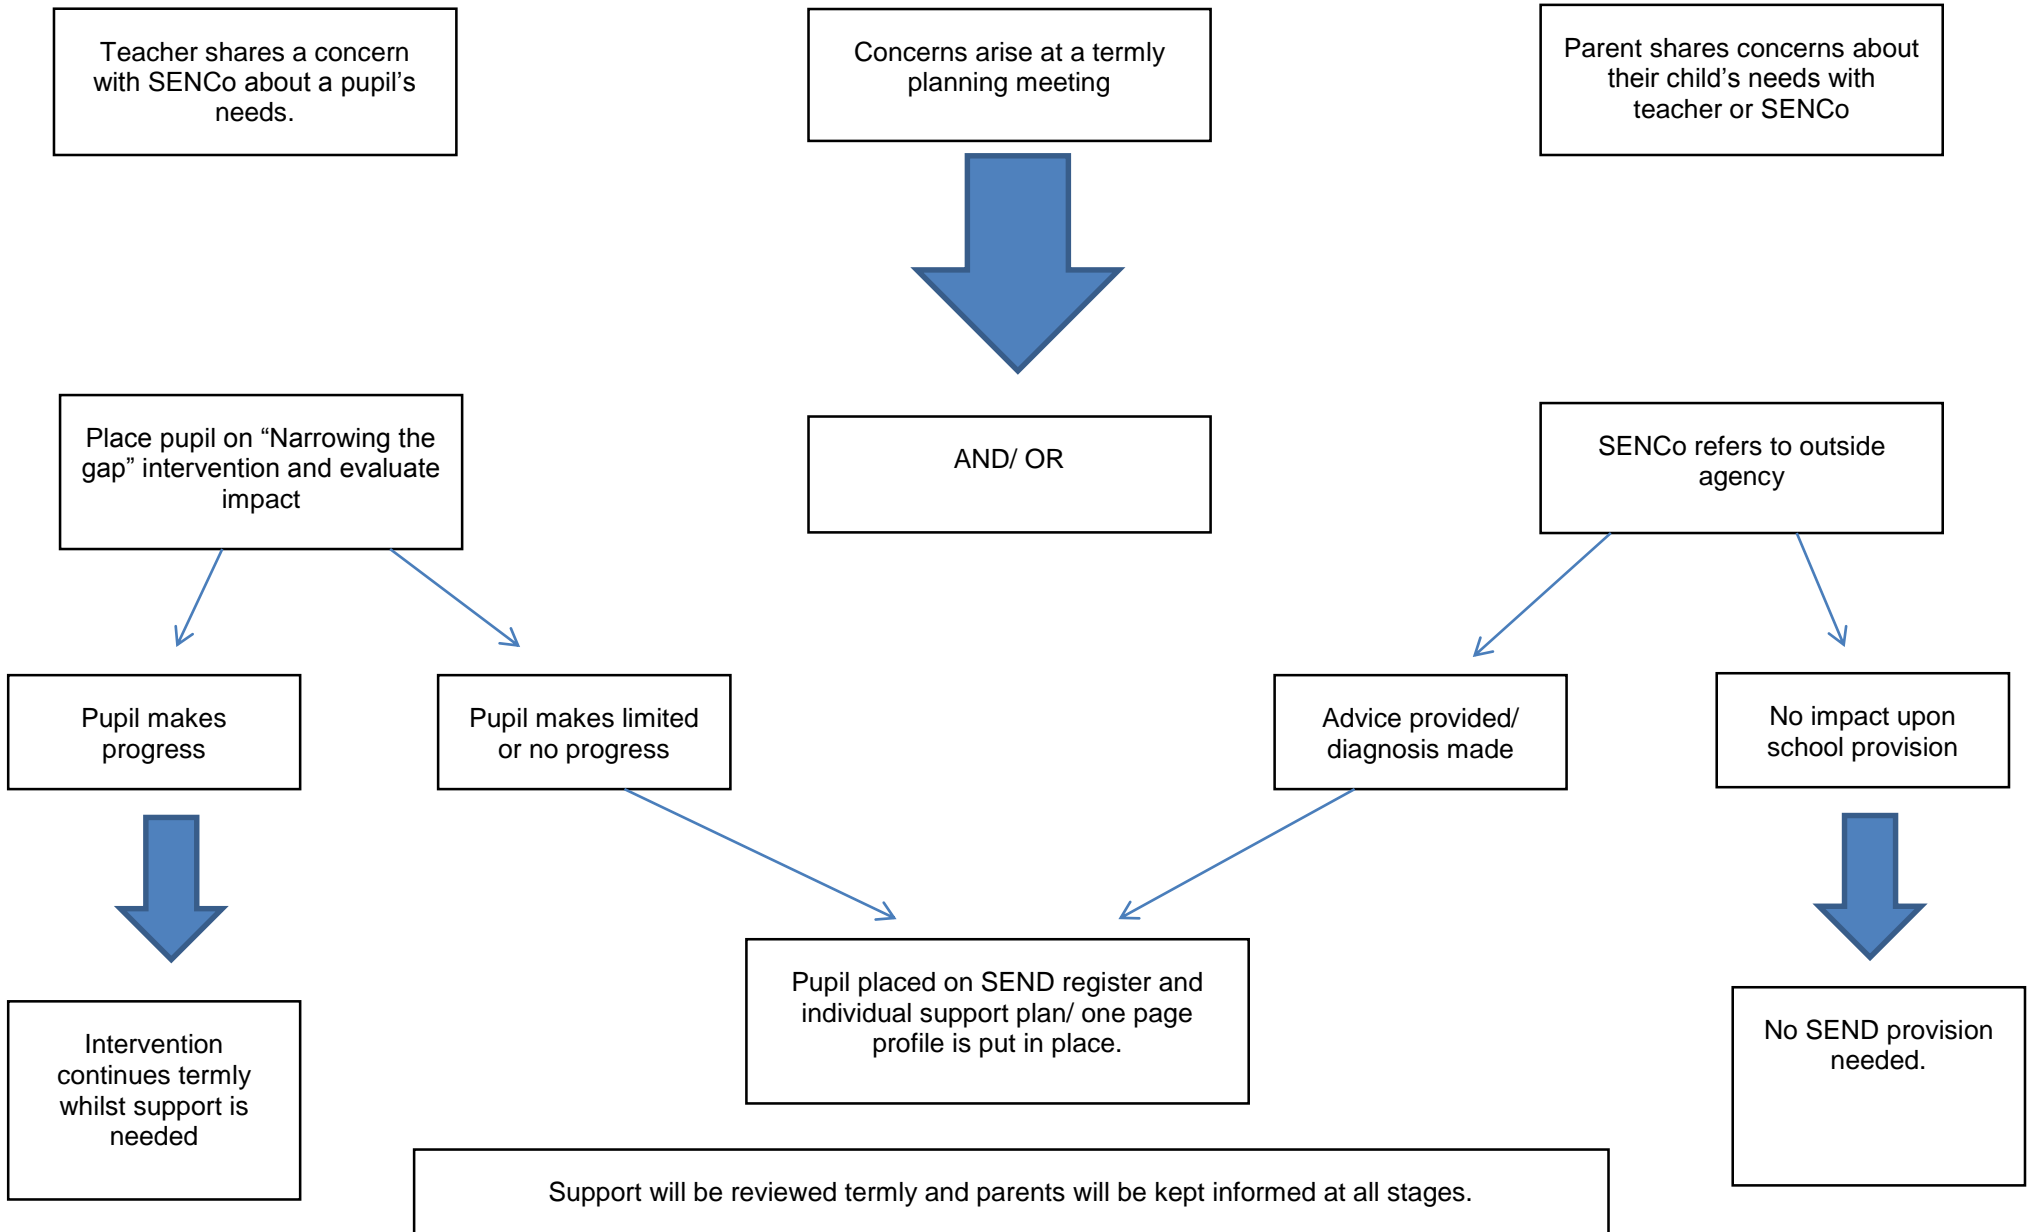 Teacher shares a concern
with SENCo about a pupil’s
needs.
Concerns arise at a termly
planning meeting
Parent shares concerns about
their child’s needs with
teacher or SENCo
Place pupil on “Narrowing the
gap” intervention and evaluate
impact
AND/ OR
SENCo refers to outside
agency
Pupil makes
progress
Pupil makes limited
or no progress
Advice provided/
diagnosis made
No impact upon
school provision
Intervention
continues termly
whilst support is
needed
Pupil placed on SEND register and
individual support plan/ one page
profile is put in place.
No SEND provision
needed.
Support will be reviewed termly and parents will be kept informed at all stages.